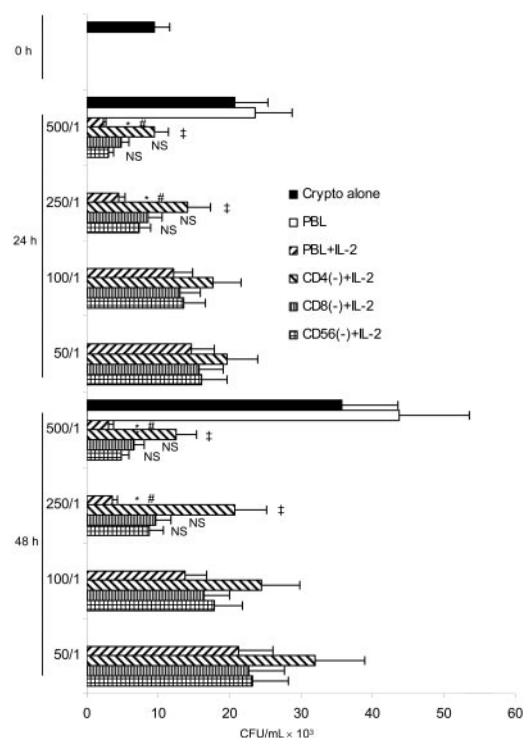 0 h
500/1
* #
‡
NS
NS
250/1
* #
‡
NS
NS
24 h
100/1
50/1
Crypto alone
PBL
PBL+IL-2
CD4(-)+IL-2
CD8(-)+IL-2
CD56(-)+IL-2
500/1
* #
‡
NS
NS
250/1
* #
‡
NS
NS
48 h
100/1
50/1
0 10 20 30 40 50 60
CFU/mL × 10³